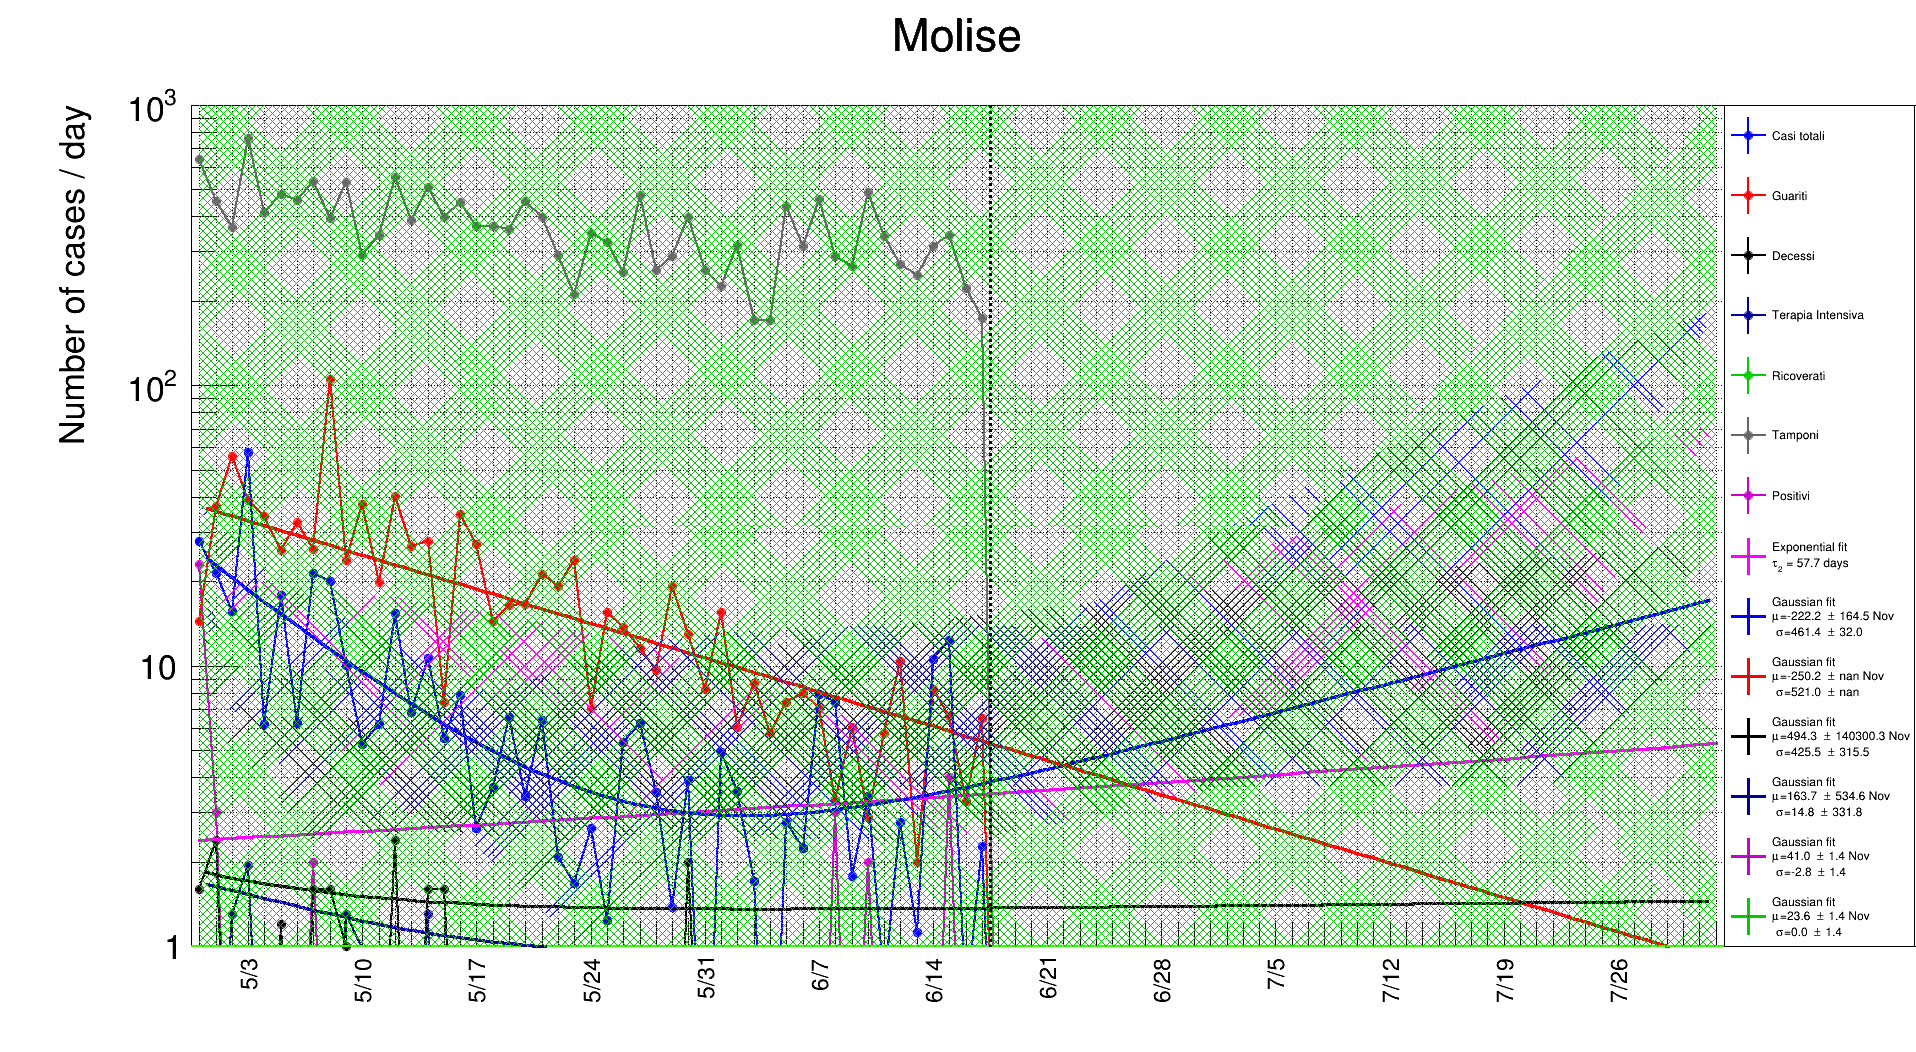 Molise
Number of cases / day
10³
10²
10
1
5/3
5/10
5/17
5/24
5/31
6/7
6/14
6/21
6/28
7/5
7/12
7/19
7/26
Casi totali
Guariti
Decessi
Terapia Intensiva
Ricoverati
Tamponi
Positivi
Exponential fit
τ₂ = 57.7 days
Gaussian fit
μ=-222.2 ± 164.5 Nov
σ=461.4 ± 32.0
Gaussian fit
μ=-250.2 ± nan Nov
σ=521.0 ± nan
Gaussian fit
μ=494.3 ± 140300.3 Nov
σ=425.5 ± 315.5
Gaussian fit
μ=163.7 ± 534.6 Nov
σ=14.8 ± 331.8
Gaussian fit
μ=41.0 ± 1.4 Nov
σ=-2.8 ± 1.4
Gaussian fit
μ=23.6 ± 1.4 Nov
σ=0.0 ± 1.4